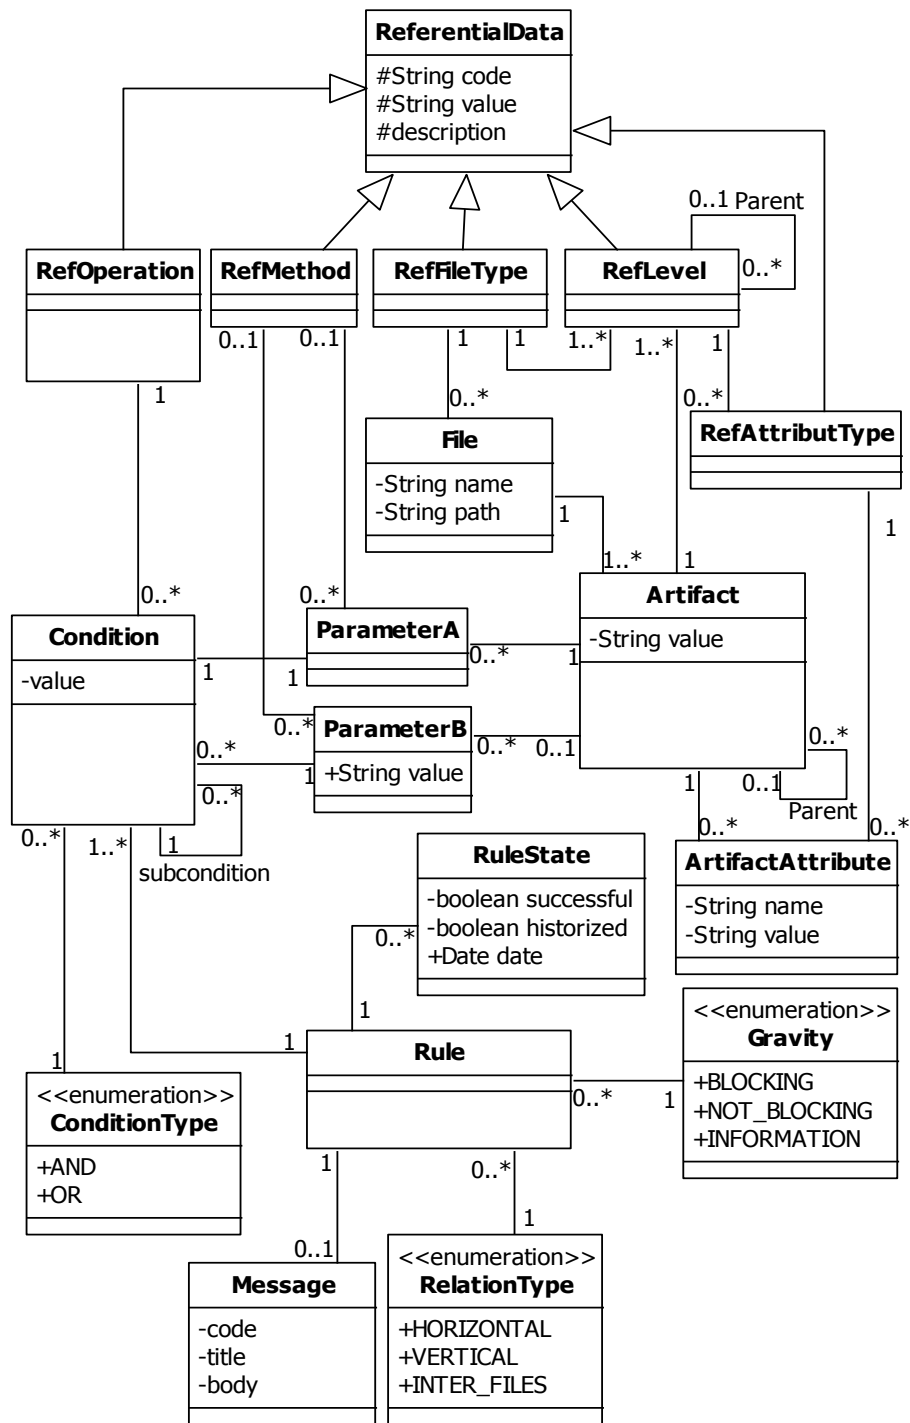 ReferentialData
#String code
#String value
#description
0..1 Parent
RefOperation
RefMethod
RefFileType
RefLevel
0..*
0..1
0..1
1
1
1..*
1..*
1
1
0..*
0..*
RefAttributType
File
-String name
-String path
1
1
0..*
0..*
1..*
1
Condition
-value
ParameterA
Artifact
-String value
1
1
0..*
1
0..*
ParameterB
+String value
0..*
1
0..*
0..1
0..*
0..1
Parent
0..*
1
subcondition
0..*
1..*
1
0..*
0..*
RuleState
-boolean successful
-boolean historized
+Date date
0..*
ArtifactAttribute
-String name
-String value
1
1
Rule
<<enumeration>>
Gravity
+BLOCKING
+NOT_BLOCKING
+INFORMATION
0..*
1
1
<<enumeration>>
ConditionType
+AND
+OR
1
0..*
0..1
1
Message
-code
-title
-body
<<enumeration>>
RelationType
+HORIZONTAL
+VERTICAL
+INTER_FILES